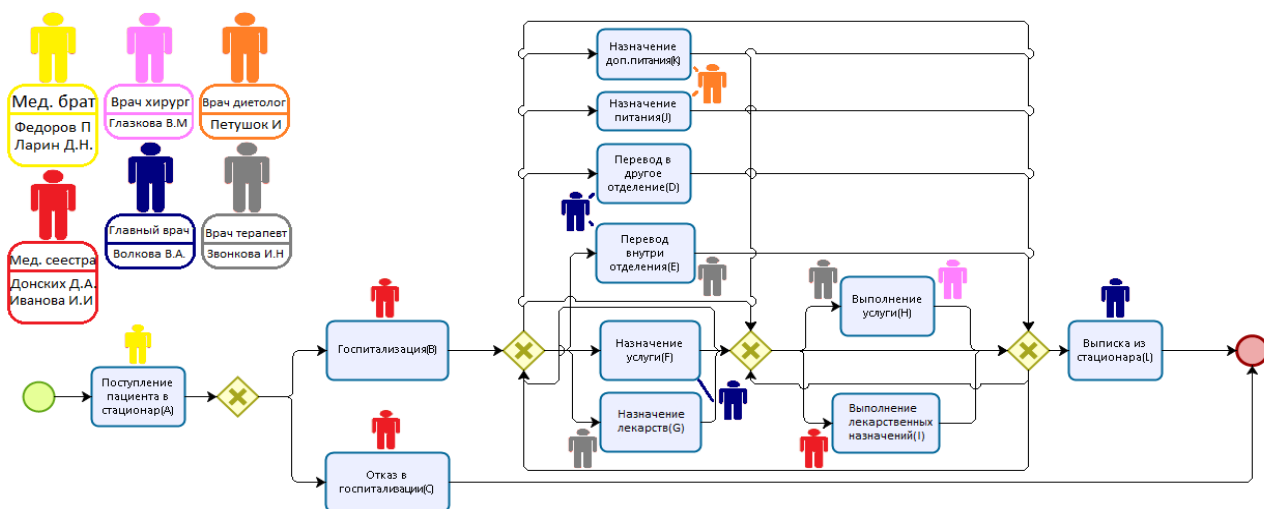 Мед. брат
Федоров П
Ларин Д.Н.
Врач хирург
Глазкова В.М
Врач диетолог
Петушок И
Мед. сеестра
Донских Д.А.
Иванова И.И
Главный врач
Волкова В.А.
Врач терапевт
Звонкова И.Н
Назначение
доп.питания(K)
Назначение
питания(J)
Перевод в
другое
отделение(D)
Перевод
внутри
отделения(E)
Поступление
пациента в
стационар(A)
Госпитализация(B)
Отказ в
госпитализации(C)
Назначение
услуги(F)
Назначение
лекарств(G)
Выполнение
услуги(H)
Выполнение
лекарственных
назначений(I)
Выписка из
стационара(L)